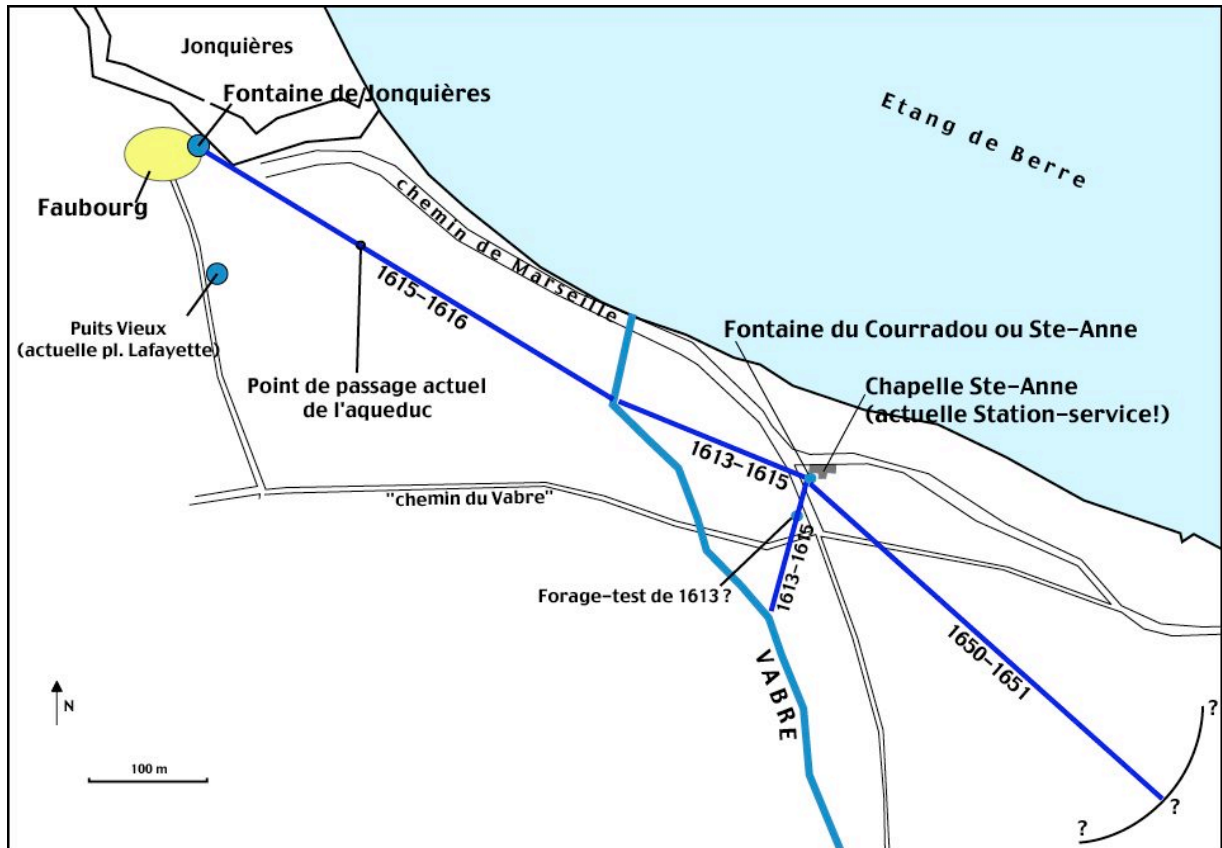 Jonquières
Fontaine de Jonquières
Etang de Berre
Faubourg
chemin de Marseille
1615-1616
Puits Vieux
(actuelle pl. Lafayette)
Point de passage actuel
de l'aqueduc
Fontaine du Courradou ou Ste-Anne
Chapelle Ste-Anne
(actuelle Station-service!)
1613-1615
"chemin du Vabre"
1613-1615
Forage-test de 1613 ?
VABRE
1650-1651
N
100 m
?
?
?